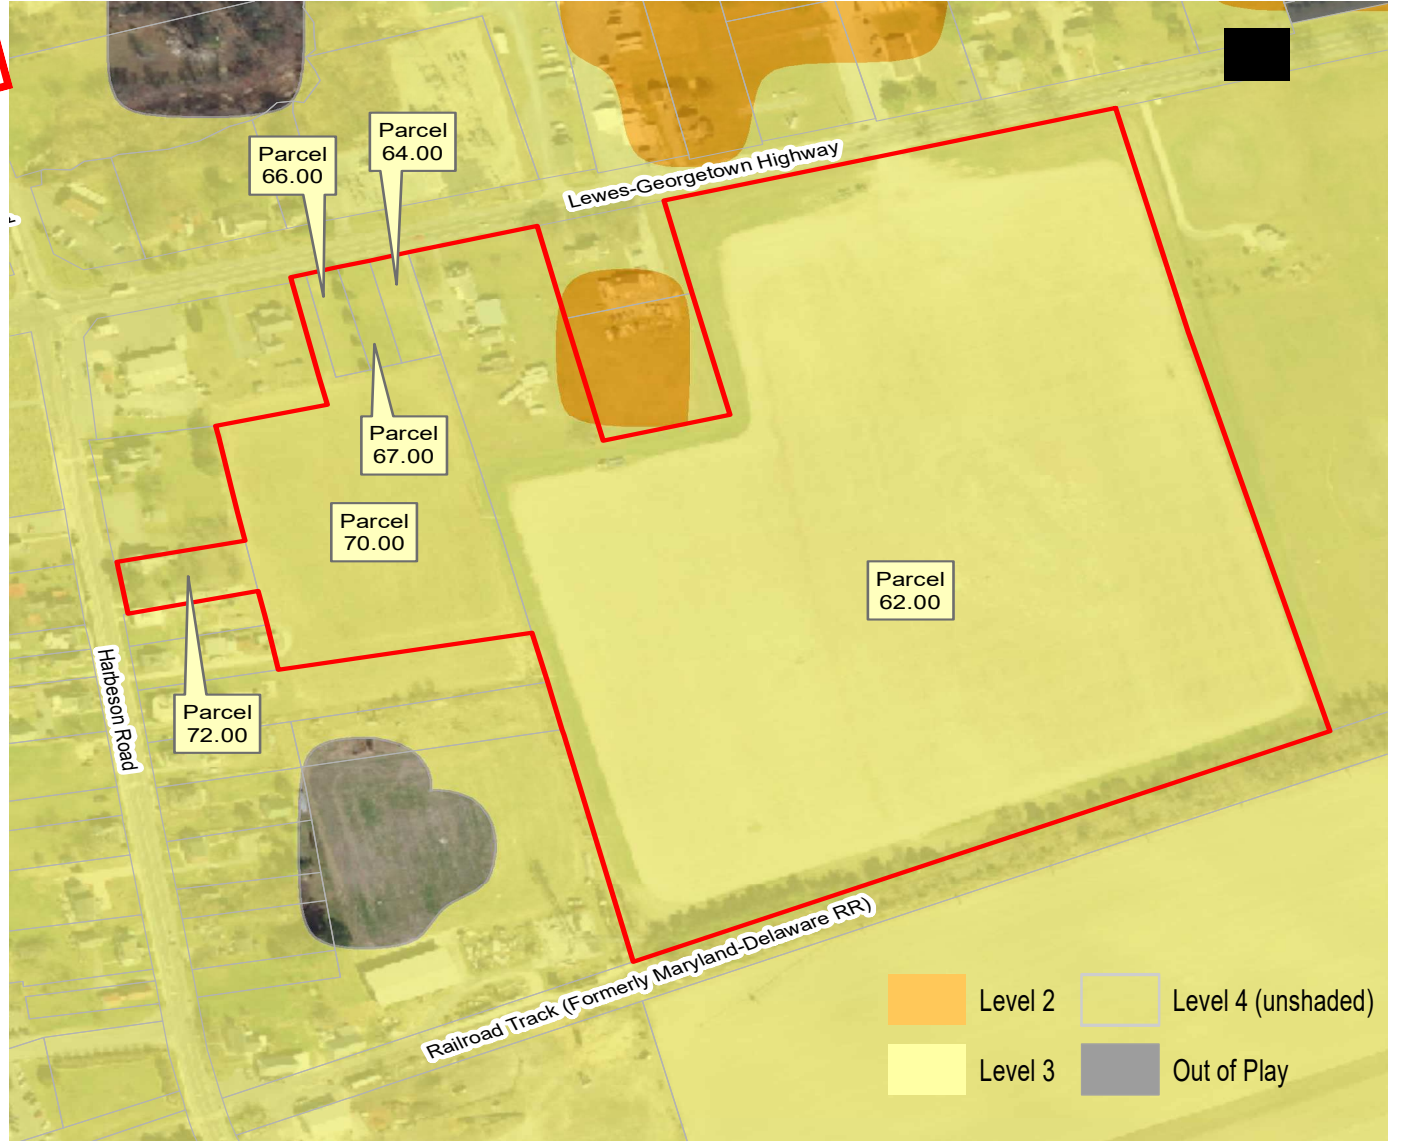 Parcel
64.00
Parcel
66.00
Lewes-Georgetown Highway
Parcel
67.00
Parcel
70.00
Parcel
62.00
Harbeson Road
Parcel
72.00
Railroad Track (Formerly Maryland-Delaware RR)
Level 2
Level 4 (unshaded)
Level 3
Out of Play